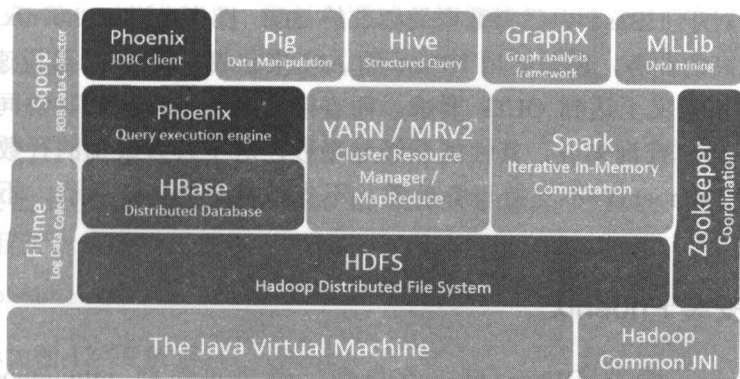 Sqoop
RDB Data Collector
Phoenix
JDBC client
Pig
Data Manipulation
Hive
Structured Query
GraphX
Graph analysis
framework
MLLib
Data mining
Phoenix
Query execution engine
YARN / MRv2
Cluster Resource
Manager /
MapReduce
Spark
Iterative In-Memory
Computation
Zookeeper
Coordination
Flume
Log Data Collector
HBase
Distributed Database
HDFS
Hadoop Distributed File System
The Java Virtual Machine
Hadoop
Common JNI